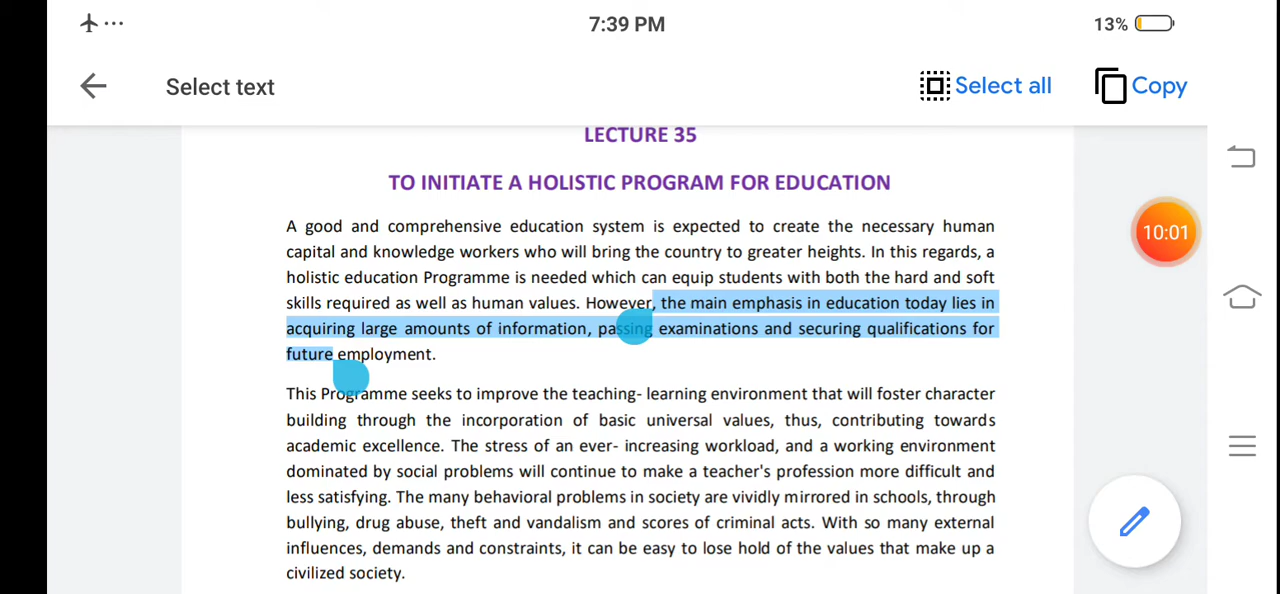 7:39 PM
13%
Select text
Select all
Copy
LECTURE 35
TO INITIATE A HOLISTIC PROGRAM FOR EDUCATION
A good and comprehensive education system is expected to create the necessary human
capital and knowledge workers who will bring the country to greater heights. In this regards, a
holistic education Programme is needed which can equip students with both the hard and soft
skills required as well as human values. However, the main emphasis in education today lies in
acquiring large amounts of information, passing examinations and securing qualifications for
future employment.
10:01
This Programme seeks to improve the teaching- learning environment that will foster character
building through the incorporation of basic universal values, thus, contributing towards
academic excellence. The stress of an ever- increasing workload, and a working environment
dominated by social problems will continue to make a teacher's profession more difficult and
less satisfying. The many behavioral problems in society are vividly mirrored in schools, through
bullying, drug abuse, theft and vandalism and scores of criminal acts. With so many external
influences, demands and constraints, it can be easy to lose hold of the values that make up a
civilized society.